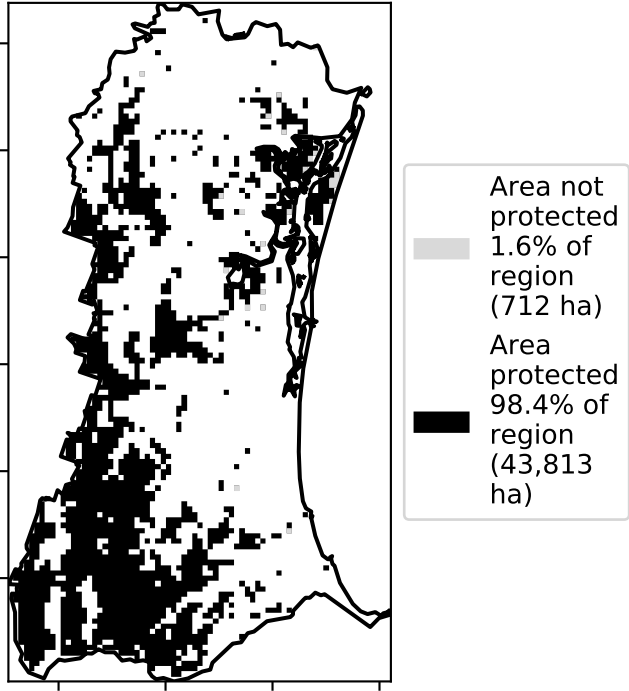 Area not
protected
1.6% of
region
(712 ha)
Area
protected
98.4% of
region
(43,813
ha)